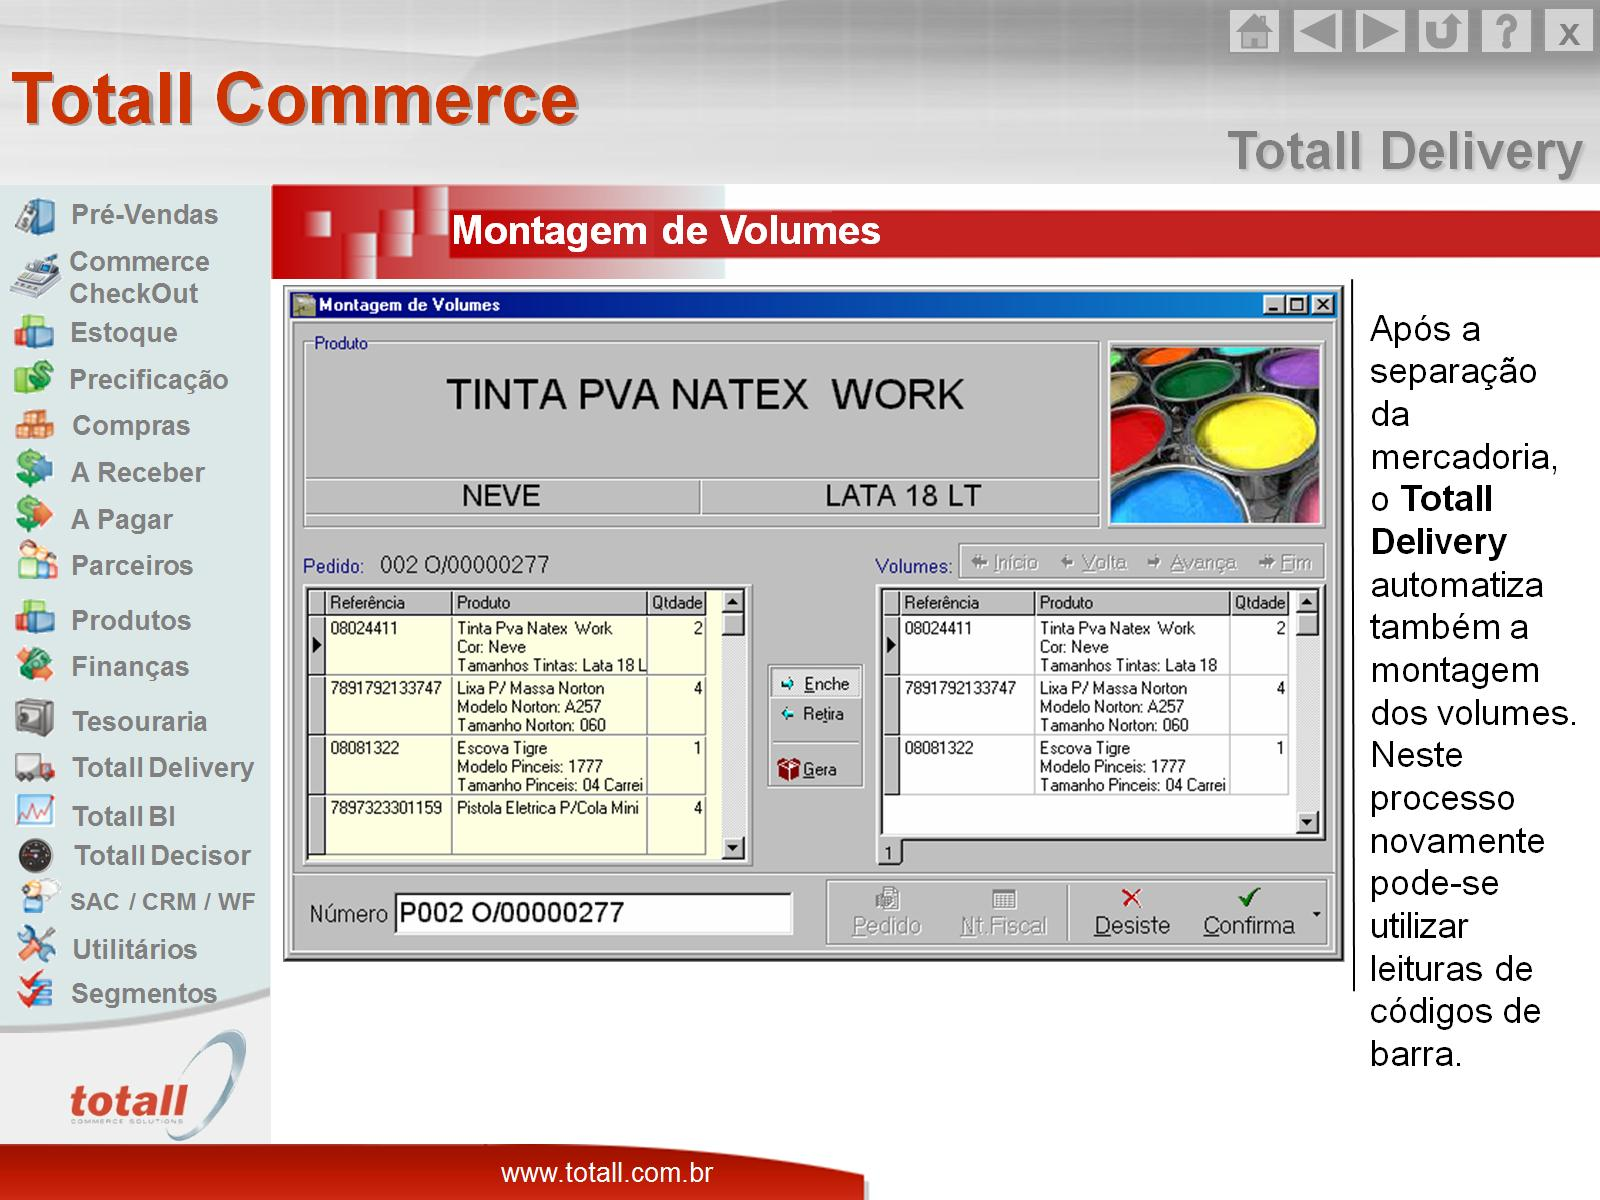 x
Totall Commerce
Totall Delivery
Pré-Vendas
Commerce
CheckOut
Estoque
Precificação
Compras
A Receber
A Pagar
Parceiros
Produtos
Finanças
Tesouraria
Totall Delivery
Totall BI
Totall Decisor
SAC / CRM / WF
Utilitários
Segmentos
totall
COMMERCE SOLUTIONS
Montagem de Volumes
Montagem de Volumes
Produto
TINTA PVA NATEX WORK
NEVE
LATA 18 LT
Pedido: 002 O/00000277
Volumes: Início Volta Avança Fim
Referência Produto Qtdade
08024411 Tinta Pva Natex Work 2
Cor: Neve
Tamanhos Tintas: Lata 18 L
7891792133747 Lixa P/ Massa Norton 4
Modelo Norton: A257
Tamanho Norton: 060
08081322 Escova Tigre 1
Modelo Pinceis: 1777
Tamanho Pinceis: 04 Carrei
7897323301159 Pistola Eletrica P/Cola Mini 4
Enche
Retira
Gera
Referência Produto Qtdade
08024411 Tinta Pva Natex Work 2
Cor: Neve
Tamanhos Tintas: Lata 18
7891792133747 Lixa P/ Massa Norton 4
Modelo Norton: A257
Tamanho Norton: 060
08081322 Escova Tigre 1
Modelo Pinceis: 1777
Tamanho Pinceis: 04 Carrei
1
Número P002 O/00000277
Pedido Nt.Fiscal Desiste Confirma
Após a
separação
da
mercadoria,
o Totall
Delivery
automatiza
também a
montagem
dos volumes.
Neste
processo
novamente
pode-se
utilizar
leituras de
códigos de
barra.
www.totall.com.br